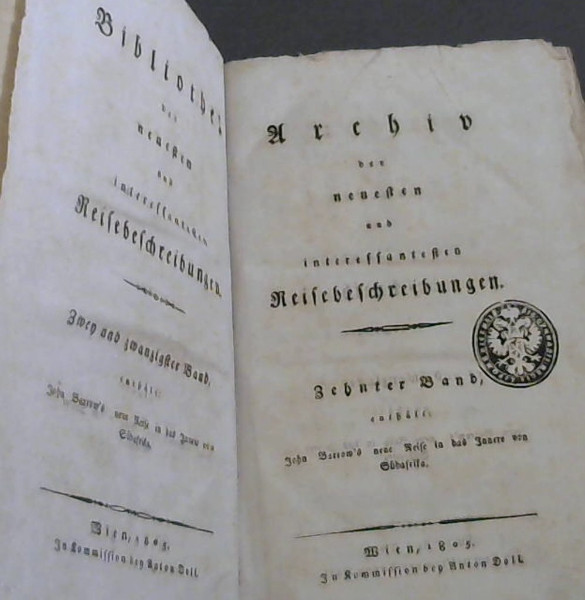 Bibliothek
der
neuesten
und
interessantesten
Reisebeschreibungen.
Zwey und zwanzigster Band,
enthält:
John Barrow's neue Reise in das Innere von
Südafrika.
Wien, 1805.
In Kommission bey Anton Doll.
Archiv
der
neuesten
und
interessantesten
Reisebeschreibungen.
Zehnter Band,
enthält:
John Barrow's neue Reise in das Innere von
Südafrika.
Wien, 1805.
In Kommission bey Anton Doll.